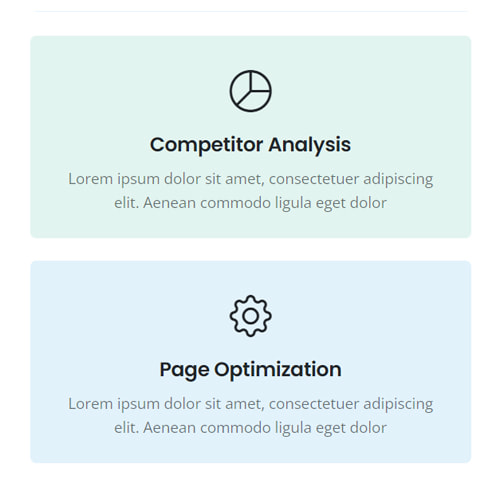 Competitor Analysis
Lorem ipsum dolor sit amet, consectetuer adipiscing
elit. Aenean commodo ligula eget dolor
Page Optimization
Lorem ipsum dolor sit amet, consectetuer adipiscing
elit. Aenean commodo ligula eget dolor